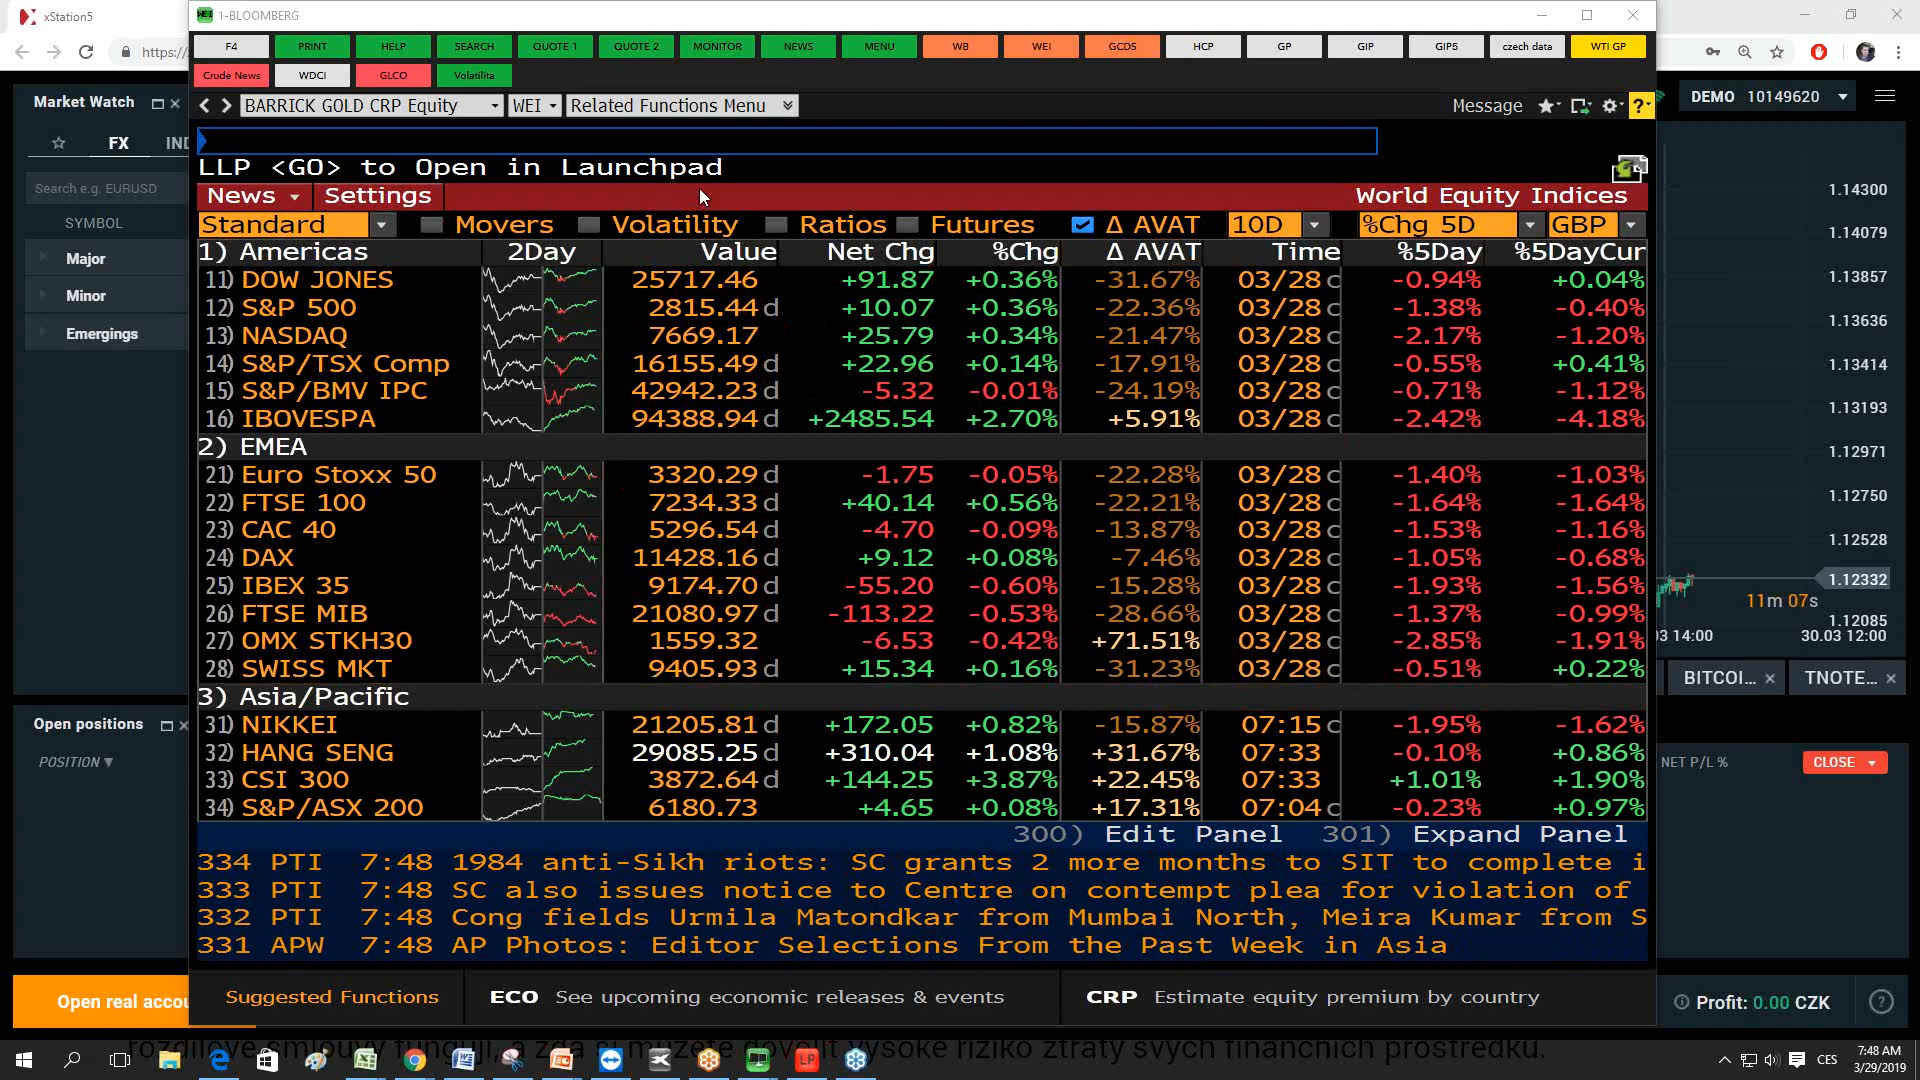 xStation5
1-BLOOMBERG
https://
F4 PRINT HELP SEARCH QUOTE 1 QUOTE 2 MONITOR NEWS MENU WB WEI GCDS HCP GP GIP GIP5 czech data WTI GP
Crude News WDCI GLCO Volatilita
BARRICK GOLD CRP Equity WEI Related Functions Menu Message ?
LLP <GO> to Open in Launchpad
News Settings World Equity Indices
Standard Movers Volatility Ratios Futures Δ AVAT 10D %Chg 5D GBP
1) Americas 2Day Value Net Chg %Chg Δ AVAT Time %5Day %5DayCur
11) DOW JONES 25717.46 +91.87 +0.36% -31.67% 03/28 c -0.94% +0.04%
12) S&P 500 2815.44 d +10.07 +0.36% -22.36% 03/28 c -1.38% -0.40%
13) NASDAQ 7669.17 +25.79 +0.34% -21.47% 03/28 c -2.17% -1.20%
14) S&P/TSX Comp 16155.49 d +22.96 +0.14% -17.91% 03/28 c -0.55% +0.41%
15) S&P/BMV IPC 42942.23 d -5.32 -0.01% -24.19% 03/28 c -0.71% -1.12%
16) IBOVESPA 94388.94 d +2485.54 +2.70% +5.91% 03/28 c -2.42% -4.18%
2) EMEA
21) Euro Stoxx 50 3320.29 d -1.75 -0.05% -22.28% 03/28 c -1.40% -1.03%
22) FTSE 100 7234.33 d +40.14 +0.56% -22.21% 03/28 c -1.64% -1.64%
23) CAC 40 5296.54 d -4.70 -0.09% -13.87% 03/28 c -1.53% -1.16%
24) DAX 11428.16 d +9.12 +0.08% -7.46% 03/28 c -1.05% -0.68%
25) IBEX 35 9174.70 d -55.20 -0.60% -15.28% 03/28 c -1.93% -1.56%
26) FTSE MIB 21080.97 d -113.22 -0.53% -28.66% 03/28 c -1.37% -0.99%
27) OMX STKH30 1559.32 -6.53 -0.42% +71.51% 03/28 c -2.85% -1.91%
28) SWISS MKT 9405.93 d +15.34 +0.16% -31.23% 03/28 c -0.51% +0.22%
3) Asia/Pacific
31) NIKKEI 21205.81 d +172.05 +0.82% -15.87% 07:15 c -1.95% -1.62%
32) HANG SENG 29085.25 d +310.04 +1.08% +31.67% 07:33 -0.10% +0.86%
33) CSI 300 3872.64 d +144.25 +3.87% +22.45% 07:33 +1.01% +1.90%
34) S&P/ASX 200 6180.73 +4.65 +0.08% +17.31% 07:04 c -0.23% +0.97%
300) Edit Panel 301) Expand Panel
334 PTI 7:48 1984 anti-Sikh riots: SC grants 2 more months to SIT to complete i
333 PTI 7:48 SC also issues notice to Centre on contempt plea for violation of
332 PTI 7:48 Cong fields Urmila Matondkar from Mumbai North, Meira Kumar from S
331 APW 7:48 AP Photos: Editor Selections From the Past Week in Asia
Suggested Functions ECO See upcoming economic releases & events CRP Estimate equity premium by country
Market Watch
FX IND
Search e.g. EURUSD
SYMBOL
Major
Minor
Emergings
Open positions
POSITION
Open real accou
DEMO 10149620
1.14300
1.14079
1.13857
1.13636
1.13414
1.13193
1.12971
1.12750
1.12528
1.12332
11m 07s
1.12085
03 14:00 30.03 12:00
BITCOI... TNOTE...
NET P/L % CLOSE
Profit: 0.00 CZK ?
vysoké riziko ztráty svých finančních prostředků.
CES
7:48 AM
3/29/2019